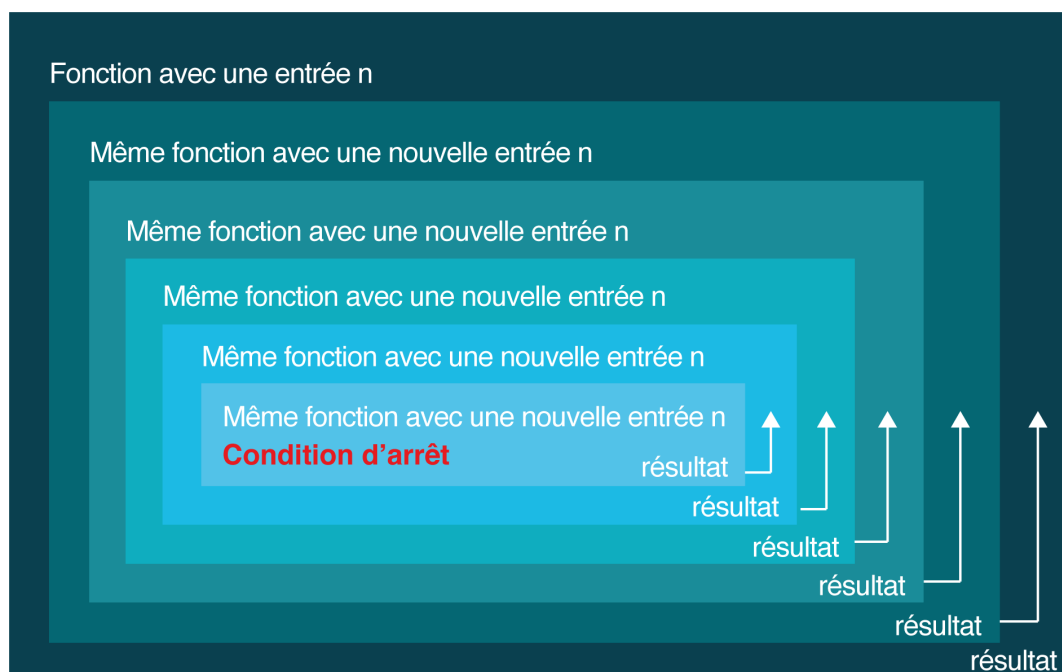 Fonction avec une entrée n
Même fonction avec une nouvelle entrée n
Même fonction avec une nouvelle entrée n
Même fonction avec une nouvelle entrée n
Même fonction avec une nouvelle entrée n
Même fonction avec une nouvelle entrée n
Condition d’arrêt
résultat
résultat
résultat
résultat
résultat
résultat